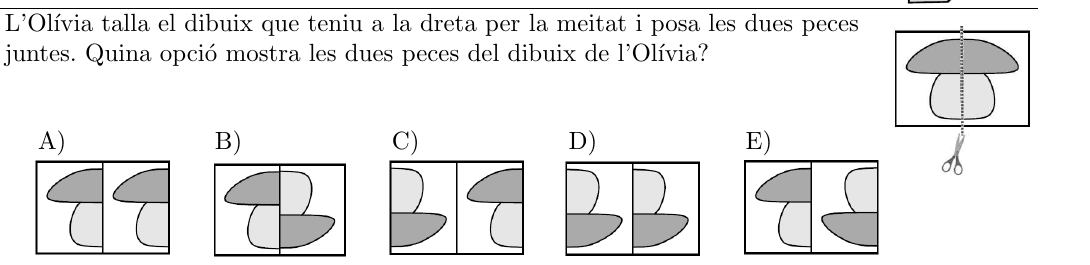 L'Olívia talla el dibuix que teniu a la dreta per la meitat i posa les dues peces
juntes. Quina opció mostra les dues peces del dibuix de l'Olívia?
A) B) C) D) E)